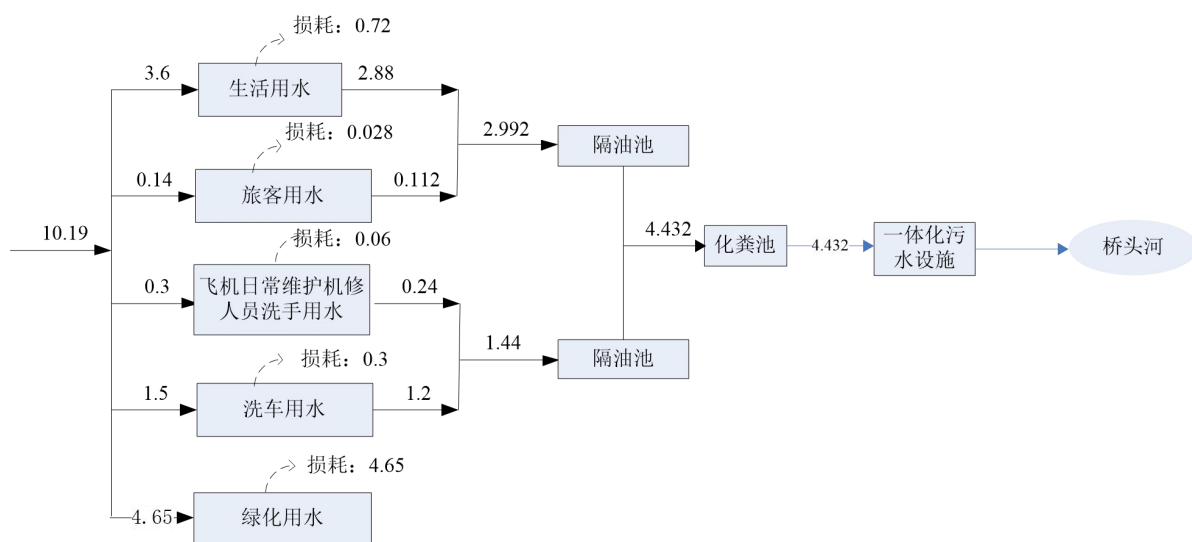 损耗：0.72
3.6
生活用水
2.88
损耗：0.028
2.992
隔油池
0.14
旅客用水
0.112
10.19
损耗：0.06
4.432
化粪池
4.432
一体化污
水设施
桥头河
0.3
飞机日常维护机修
人员洗手用水
0.24
损耗：0.3
1.44
隔油池
1.5
洗车用水
1.2
损耗：4.65
4.65
绿化用水